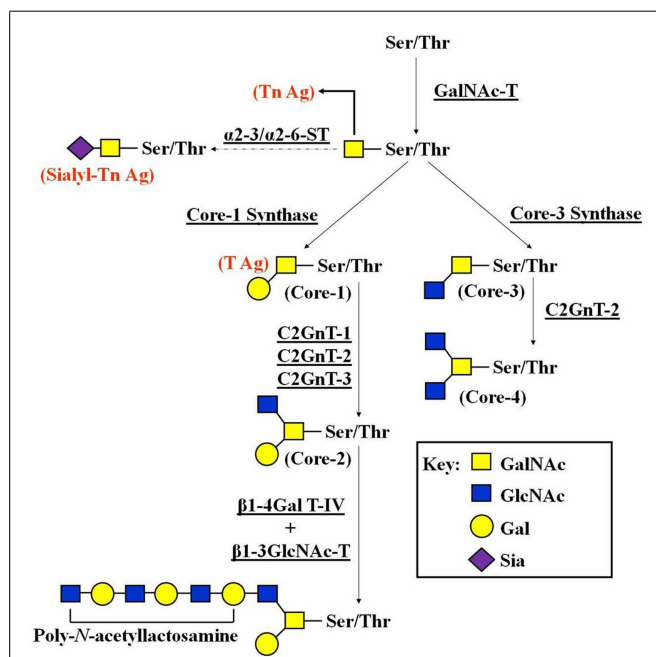 Ser/Thr
GalNAc-T
(Tn Ag)
α2-3/α2-6-ST
Ser/Thr
Ser/Thr
(Sialyl-Tn Ag)
Core-1 Synthase
Core-3 Synthase
(T Ag)
Ser/Thr
(Core-1)
Ser/Thr
(Core-3)
C2GnT-1
C2GnT-2
C2GnT-3
C2GnT-2
Ser/Thr
(Core-4)
Ser/Thr
(Core-2)
Key:
GalNAc
GlcNAc
Gal
Sia
β1-4Gal T-IV
+
β1-3GlcNAc-T
Ser/Thr
Poly-N-acetyllactosamine